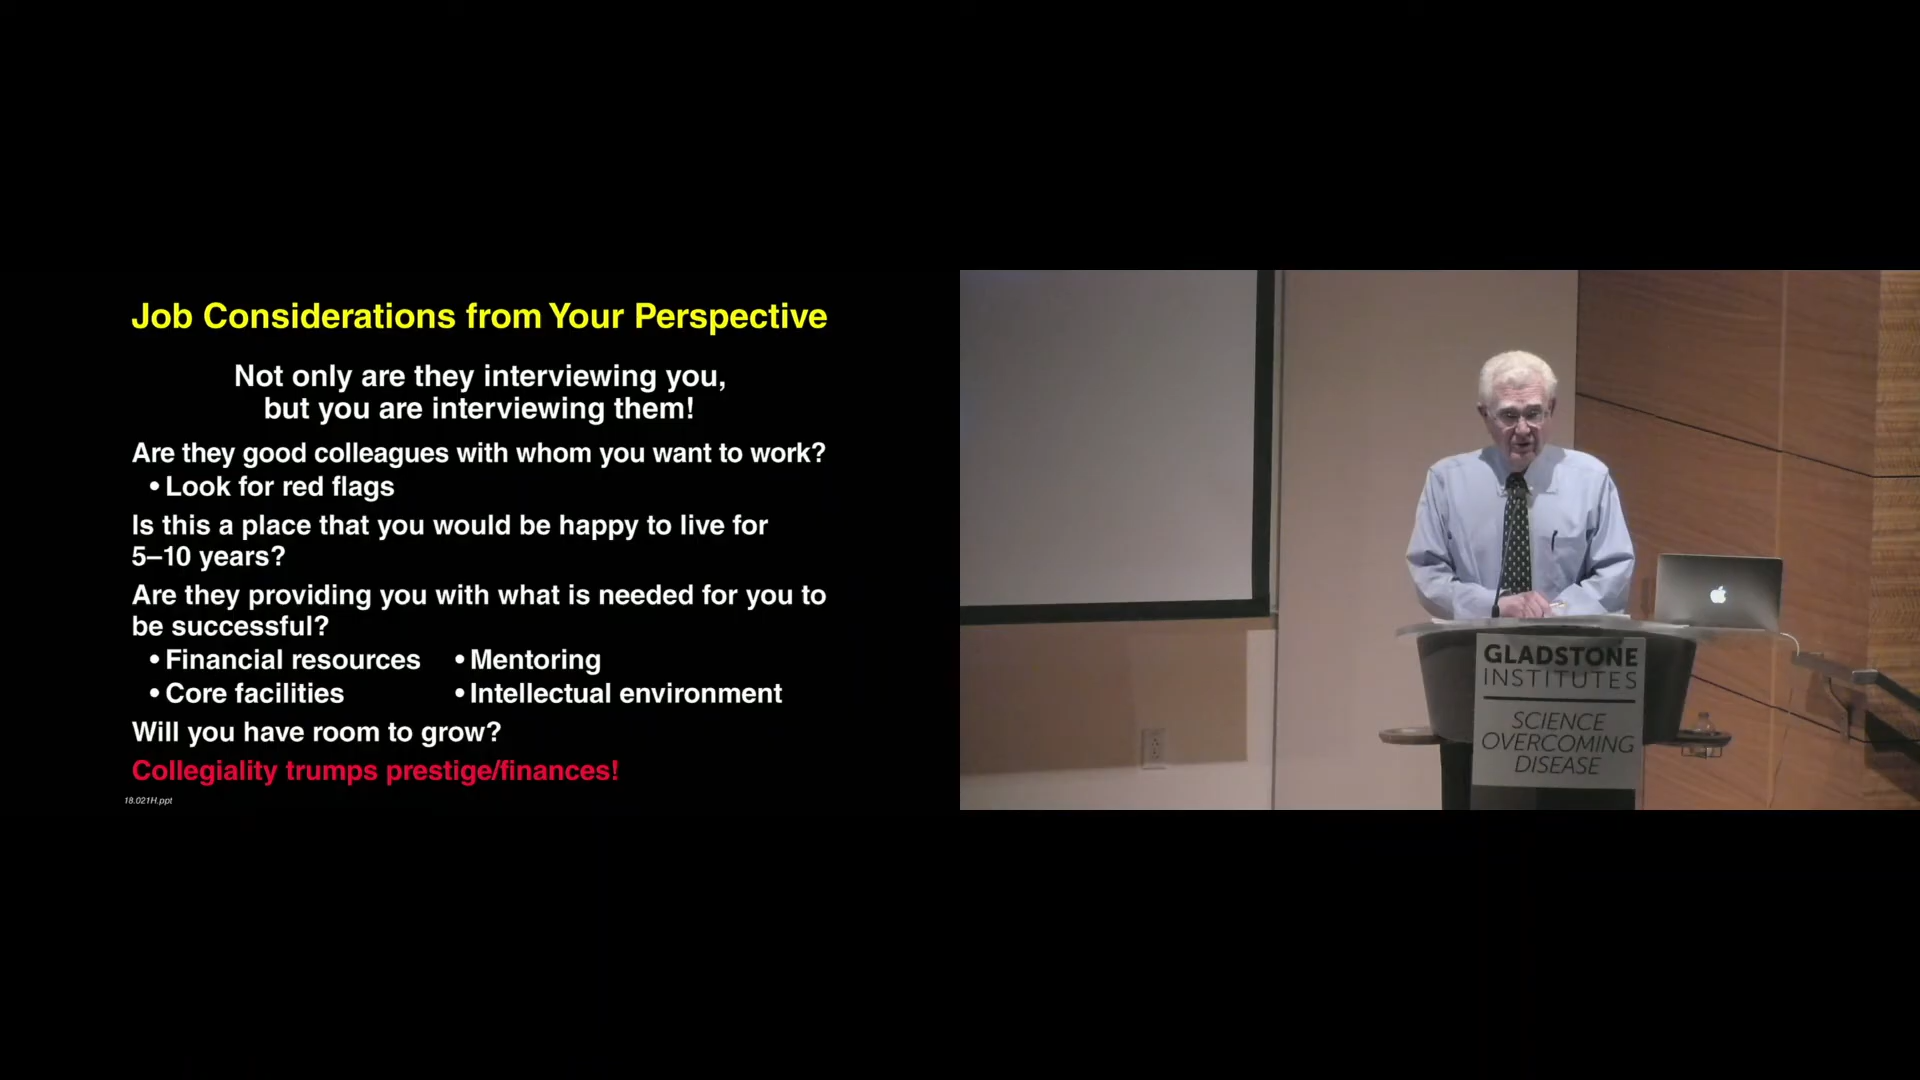 Job Considerations from Your Perspective
Not only are they interviewing you,
but you are interviewing them!
Are they good colleagues with whom you want to work?
• Look for red flags
Is this a place that you would be happy to live for
5–10 years?
Are they providing you with what is needed for you to
be successful?
• Financial resources • Mentoring
• Core facilities • Intellectual environment
Will you have room to grow?
Collegiality trumps prestige/finances!
18.021H.ppt
GLADSTONE
INSTITUTES
SCIENCE
OVERCOMING
DISEASE